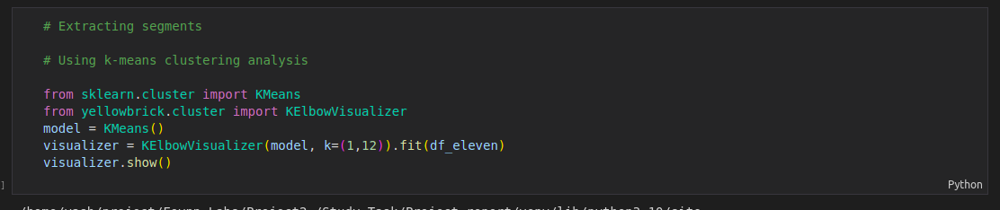 # Extracting segments
# Using k-means clustering analysis
from sklearn.cluster import KMeans
from yellowbrick.cluster import KElbowVisualizer
model = KMeans()
visualizer = KElbowVisualizer(model, k=(1,12)).fit(df_eleven)
visualizer.show()
]
Python